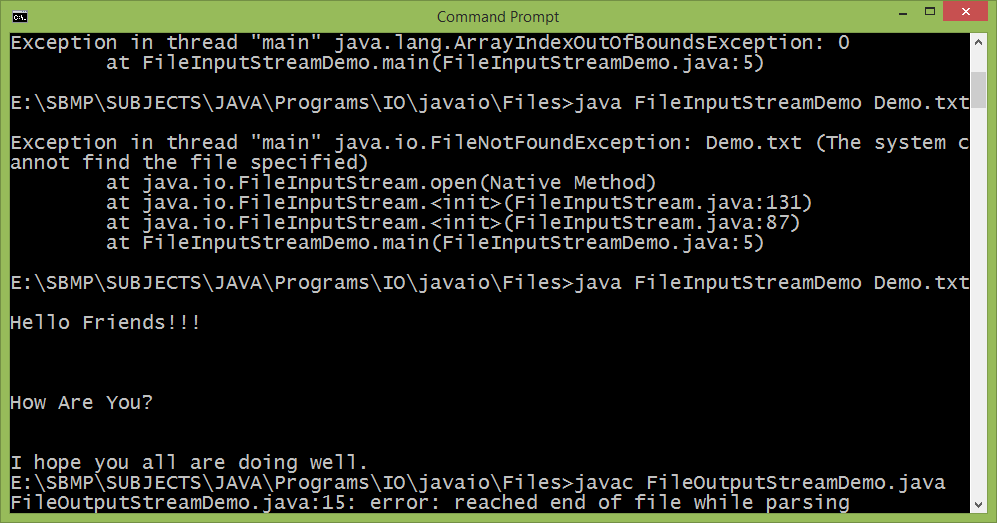 Command Prompt
Exception in thread "main" java.lang.ArrayIndexOutOfBoundsException: 0
        at FileInputStreamDemo.main(FileInputStreamDemo.java:5)
E:\SBMP\SUBJECTS\JAVA\Programs\IO\javaio\Files>java FileInputStreamDemo Demo.txt
Exception in thread "main" java.io.FileNotFoundException: Demo.txt (The system c
annot find the file specified)
        at java.io.FileInputStream.open(Native Method)
        at java.io.FileInputStream.<init>(FileInputStream.java:131)
        at java.io.FileInputStream.<init>(FileInputStream.java:87)
        at FileInputStreamDemo.main(FileInputStreamDemo.java:5)
E:\SBMP\SUBJECTS\JAVA\Programs\IO\javaio\Files>java FileInputStreamDemo Demo.txt
Hello Friends!!!
How Are You?
I hope you all are doing well.
E:\SBMP\SUBJECTS\JAVA\Programs\IO\javaio\Files>javac FileOutputStreamDemo.java
FileOutputStreamDemo.java:15: error: reached end of file while parsing